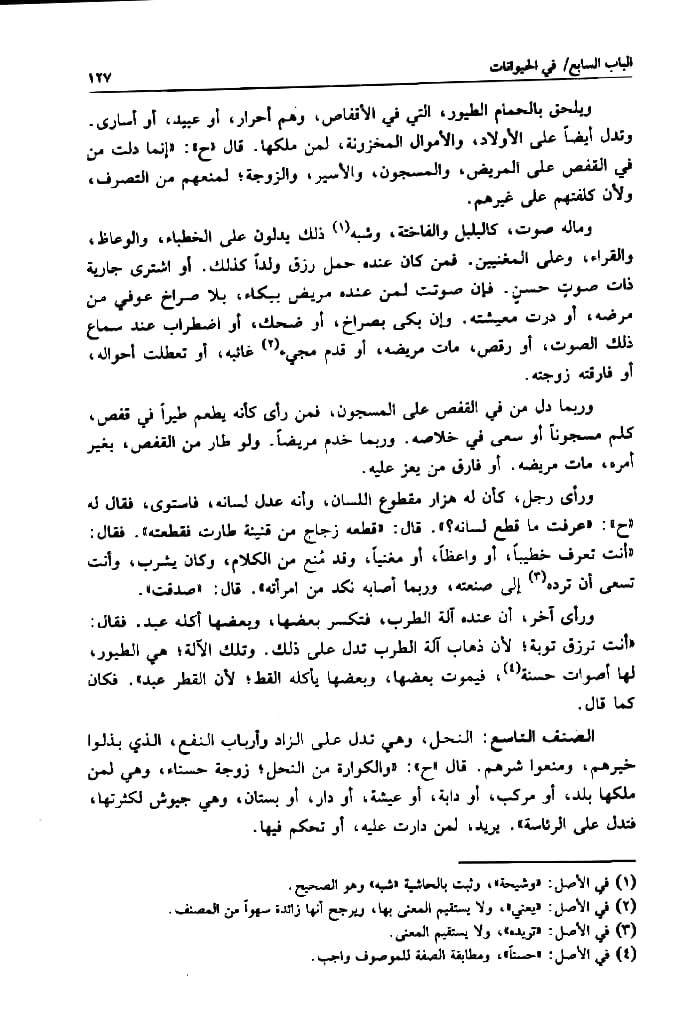 الباب السابع/ في الحيوانات
١٢٧
ويلحق بالحمام الطيور، التي في الأقفاص، وهم أحرار، أو عبيد، أو أسارى.
وتدل أيضاً على الأولاد، والأموال المخزونة، لمن ملكها. قال «ح»: «إنما دلت من
في القفص على المريض، والمسجون، والأسير، والزوجة؛ لمنعهم من التصرف،
ولأن كلفتهم على غيرهم.
وماله صوت، كالبلبل والفاختة، وشبه(١) ذلك يدلون على الخطباء، والوعاظ،
والقراء، وعلى المغنيين. فمن كان عنده حمل رزق ولداً كذلك. أو اشترى جارية
ذات صوتٍ حسنٍ. فإن صوتت لمن عنده مريض ببكاء، بلا صراخ عوفي من
مرضه، أو درت معيشته. وإن بكى بصراخ، أو ضحك، أو اضطراب عند سماع
ذلك الصوت، أو رقص، مات مريضه، أو قدم مجيء(٢) غائبه، أو تعطلت أحواله،
أو فارقته زوجته.
وربما دل من في القفص على المسجون، فمن رأى كأنه يطعم طيراً في قفص،
كلم مسجوناً أو سعى في خلاصه. وربما خدم مريضاً. ولو طار من القفص، بغير
أمره، مات مريضه. أو فارق من يعز عليه.
ورأى رجل، كأن له هزار مقطوع اللسان، وأنه عدل لسانه، فاستوى، فقال له
«ح»: «عرفت ما قطع لسانه؟». قال: «قطعه زجاج من قنينة طارت فقطعته». فقال:
«أنت تعرف خطيباً، أو واعظاً، أو مغنياً، وقد مُنع من الكلام، وكان يشرب، وأنت
تسعى أن ترده(٣) إلى صنعته، وربما أصابه نكد من امرأته». قال: «صدقت».
ورأى آخر، أن عنده آلة الطرب، فتكسر بعضها، وبعضها أكله عبد. فقال:
«أنت ترزق توبة؛ لأن ذهاب آلة الطرب تدل على ذلك. وتلك الآلة؛ هي الطيور،
لها أصوات حسنة(٤)، فيموت بعضها، وبعضها يأكله القط؛ لأن القطر عبد». فكان
كما قال.
الصنف التاسع: النحل، وهي تدل على الزاد وأرباب النفع، الذي بذلوا
خيرهم، ومنعوا شرهم. قال «ح»: «والكوارة من النحل؛ زوجة حسناء، وهي لمن
ملكها بلد، أو مركب، أو دابة، أو عيشة، أو دار، أو بستان، وهي جيوش لكثرتها،
فتدل على الرئاسة». يريد، لمن دارت عليه، أو تحكم فيها.
(١) في الأصل: «وشيحة»، وثبت بالحاشية «شبه» وهو الصحيح.
(٢) في الأصل: «يعني»، ولا يستقيم المعنى بها، ويرجح أنها زائدة سهواً من المصنف.
(٣) في الأصل: «تريده»، ولا يستقيم المعنى.
(٤) في الأصل: «حسناً»، ومطابقة الصفة للموصوف واجب.